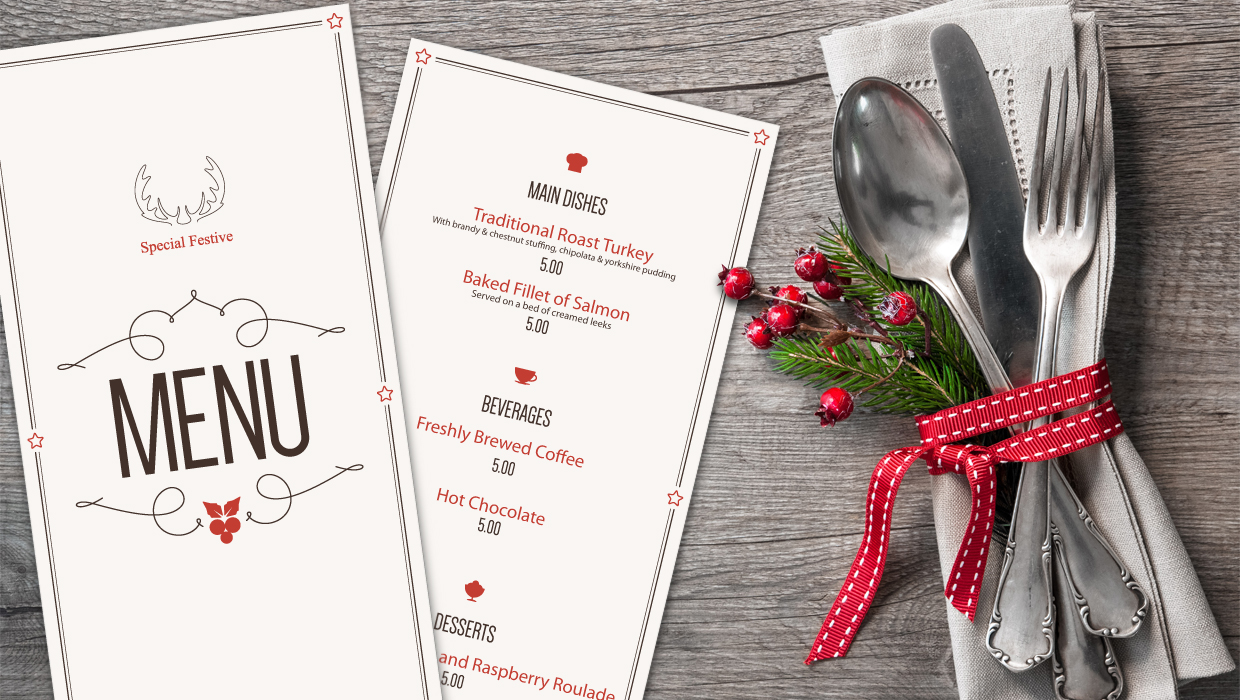 Special Festive
MENU
MAIN DISHES
Traditional Roast Turkey
With brandy & chestnut stuffing, chipolata & yorkshire pudding
5.00
Baked Fillet of Salmon
Served on a bed of creamed leeks
5.00
BEVERAGES
Freshly Brewed Coffee
5.00
Hot Chocolate
5.00
DESSERTS
and Raspberry Roulade
5.00